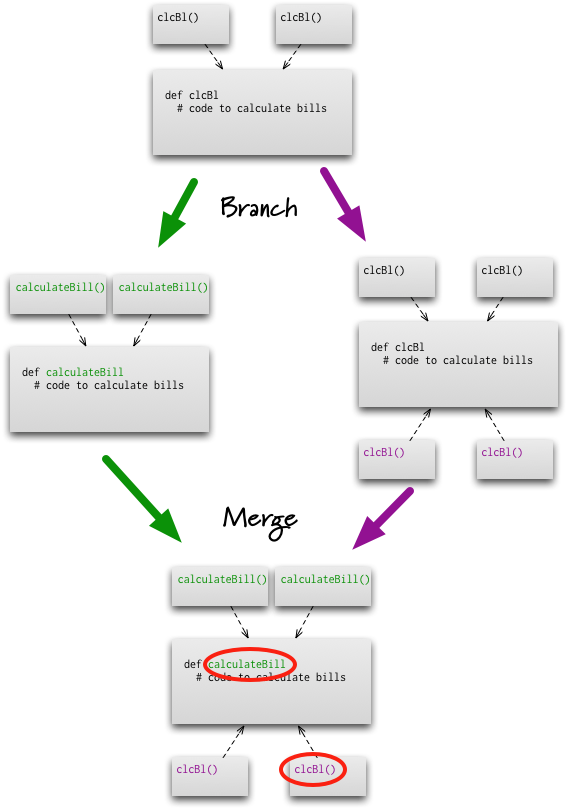 clcBl()
clcBl()
def clcBl
# code to calculate bills
Branch
calculateBill()
calculateBill()
def calculateBill
# code to calculate bills
clcBl()
clcBl()
def clcBl
# code to calculate bills
clcBl()
clcBl()
Merge
calculateBill()
calculateBill()
def calculateBill
# code to calculate bills
clcBl()
clcBl()